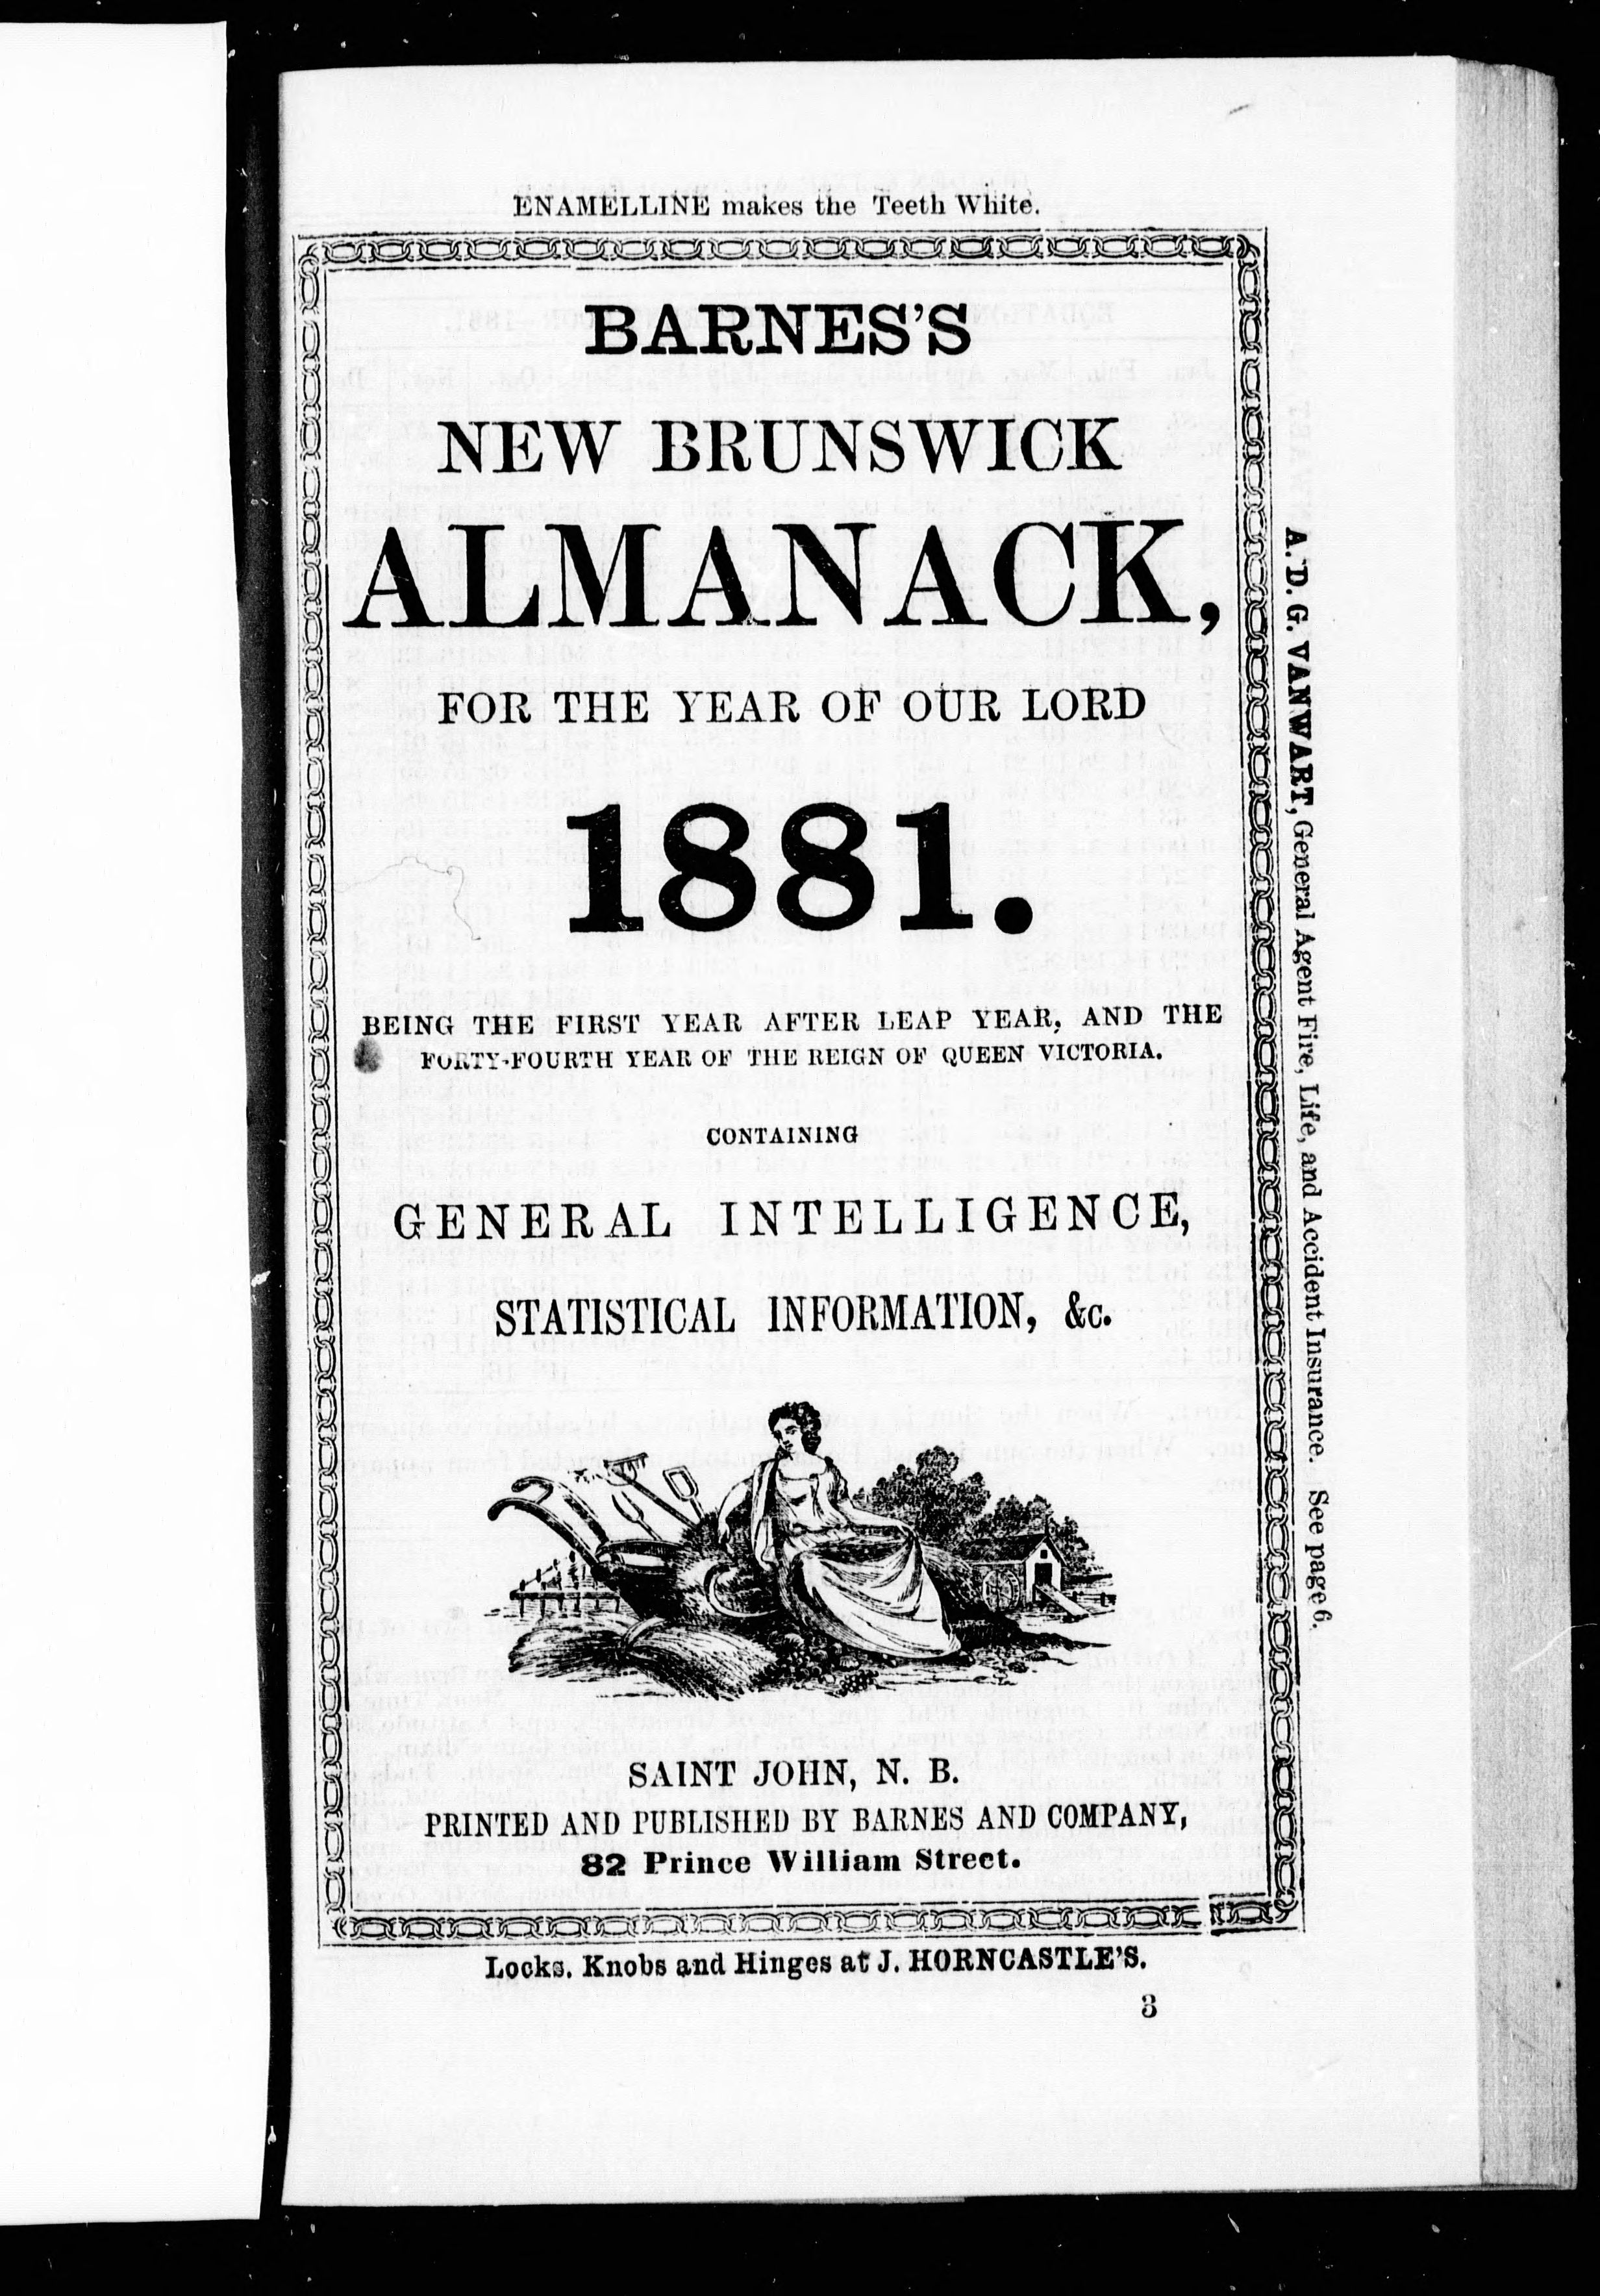 ENAMELLINE makes the Teeth White.
BARNES'S
NEW BRUNSWICK
ALMANACK,
FOR THE YEAR OF OUR LORD
1881.
BEING THE FIRST YEAR AFTER LEAP YEAR, AND THE
FORTY-FOURTH YEAR OF THE REIGN OF QUEEN VICTORIA.
CONTAINING
GENERAL INTELLIGENCE,
STATISTICAL INFORMATION, &c.
SAINT JOHN, N. B.
PRINTED AND PUBLISHED BY BARNES AND COMPANY,
82 Prince William Street.
Locks. Knobs and Hinges at J. HORNCASTLE'S.
3
A. D. G. VANWART, General Agent Fire, Life, and Accident Insurance. See page 6.